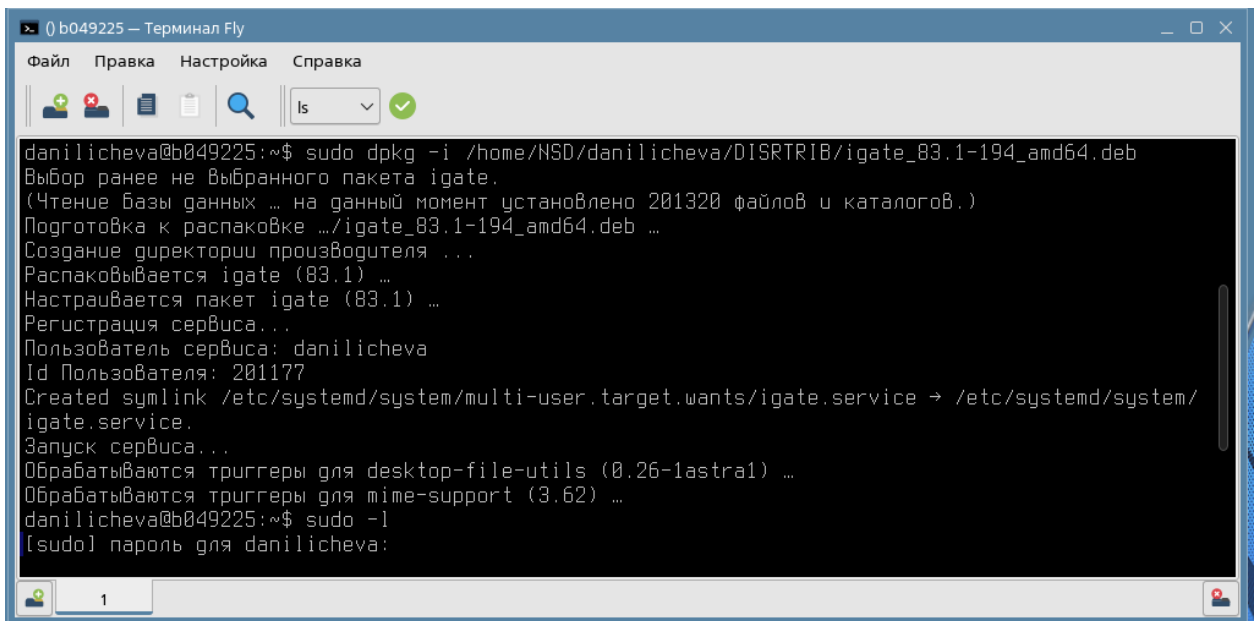 () b049225 — Терминал Fly
Файл Правка Настройка Справка
ls
danilicheva@b049225:~$ sudo dpkg -i /home/NSD/danilicheva/DISRTRIB/igate_83.1-194_amd64.deb
Выбор ранее не выбранного пакета igate.
(Чтение базы данных … на данный момент установлено 201320 файлов и каталогов.)
Подготовка к распаковке …/igate_83.1-194_amd64.deb …
Создание директории производителя ...
Распаковывается igate (83.1) …
Настраивается пакет igate (83.1) …
Регистрация сервиса...
Пользователь сервиса: danilicheva
Id Пользователя: 201177
Created symlink /etc/systemd/system/multi-user.target.wants/igate.service → /etc/systemd/system/
igate.service.
Запуск сервиса...
Обрабатываются триггеры для desktop-file-utils (0.26-1astra1) …
Обрабатываются триггеры для mime-support (3.62) …
danilicheva@b049225:~$ sudo -l
[sudo] пароль для danilicheva:
1